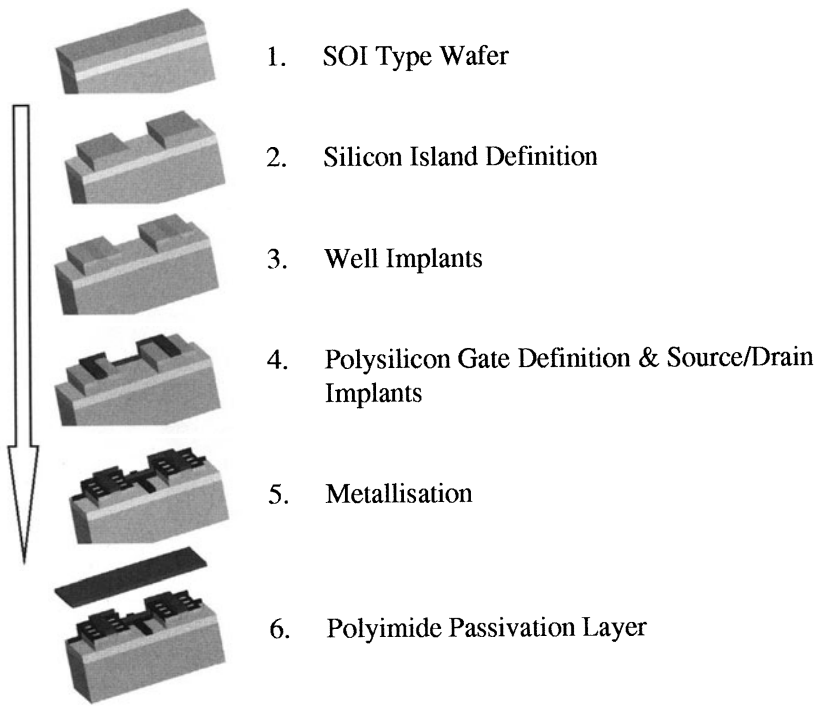 1. SOI Type Wafer
2. Silicon Island Definition
3. Well Implants
4. Polysilicon Gate Definition & Source/Drain
Implants
5. Metallisation
6. Polyimide Passivation Layer